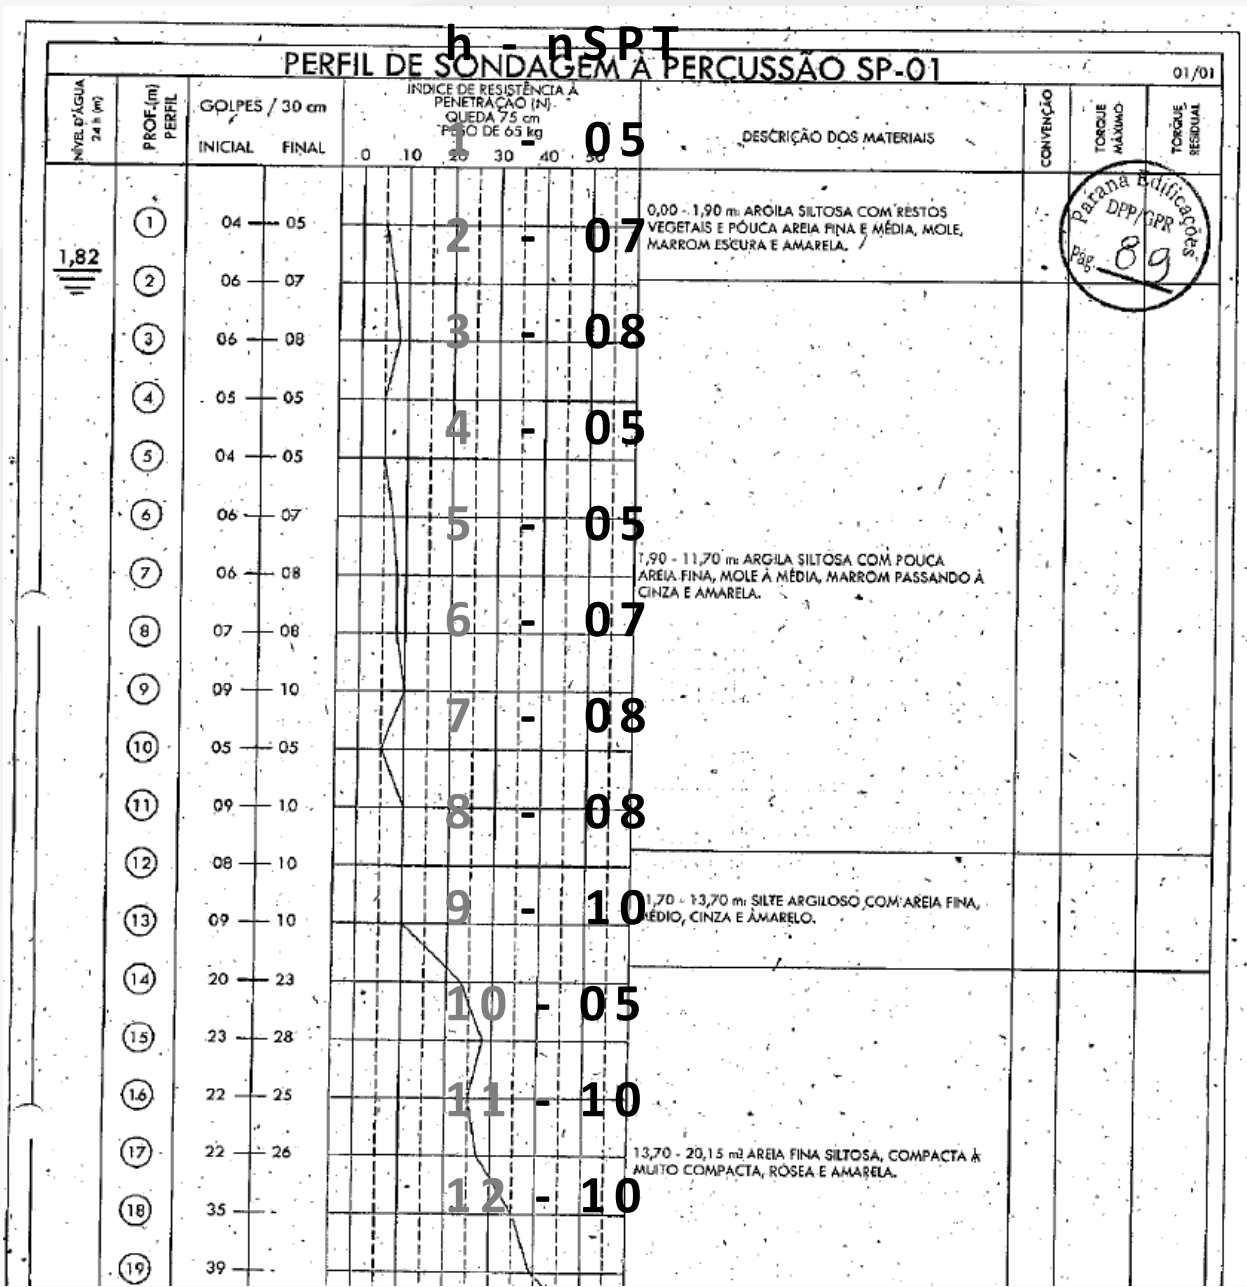 h - nSPT
PERFIL DE SONDAGEM À PERCUSSÃO SP-01
01/01
NÍVEL D'ÁGUA
24 h (m)
PROF.(m)
PERFIL
GOLPES / 30 cm
INICIAL FINAL
ÍNDICE DE RESISTÊNCIA À
PENETRAÇÃO (N)
QUEDA 75 cm
PESO DE 65 kg
0 10 20 30 40 50
DESCRIÇÃO DOS MATERIAIS
CONVENÇÃO
TORQUE
MÁXIMO
TORQUE
RESIDUAL
1 - 05
2 - 07
3 - 08
4 - 05
5 - 05
6 - 07
7 - 08
8 - 08
9 - 10
10 - 05
11 - 10
12 - 10
Paraná Edificações
DPP/GPR
Pág. 89
1,82
1 04 — 05
2 06 — 07
3 06 — 08
4 05 — 05
5 04 — 05
6 06 — 07
7 06 — 08
8 07 — 08
9 09 — 10
10 05 — 05
11 09 — 10
12 08 — 10
13 09 — 10
14 20 — 23
15 23 — 28
16 22 — 25
17 22 — 26
18 35 —
19 39 —
0,00 - 1,90 m: ARGILA SILTOSA COM RESTOS
VEGETAIS E POUCA AREIA FINA E MÉDIA, MOLE,
MARROM ESCURA E AMARELA.
1,90 - 11,70 m: ARGILA SILTOSA COM POUCA
AREIA FINA, MOLE À MÉDIA, MARROM PASSANDO À
CINZA E AMARELA.
1,70 - 13,70 m: SILTE ARGILOSO COM AREIA FINA,
MÉDIO, CINZA E AMARELO.
13,70 - 20,15 m: AREIA FINA SILTOSA, COMPACTA À
MUITO COMPACTA, RÓSEA E AMARELA.